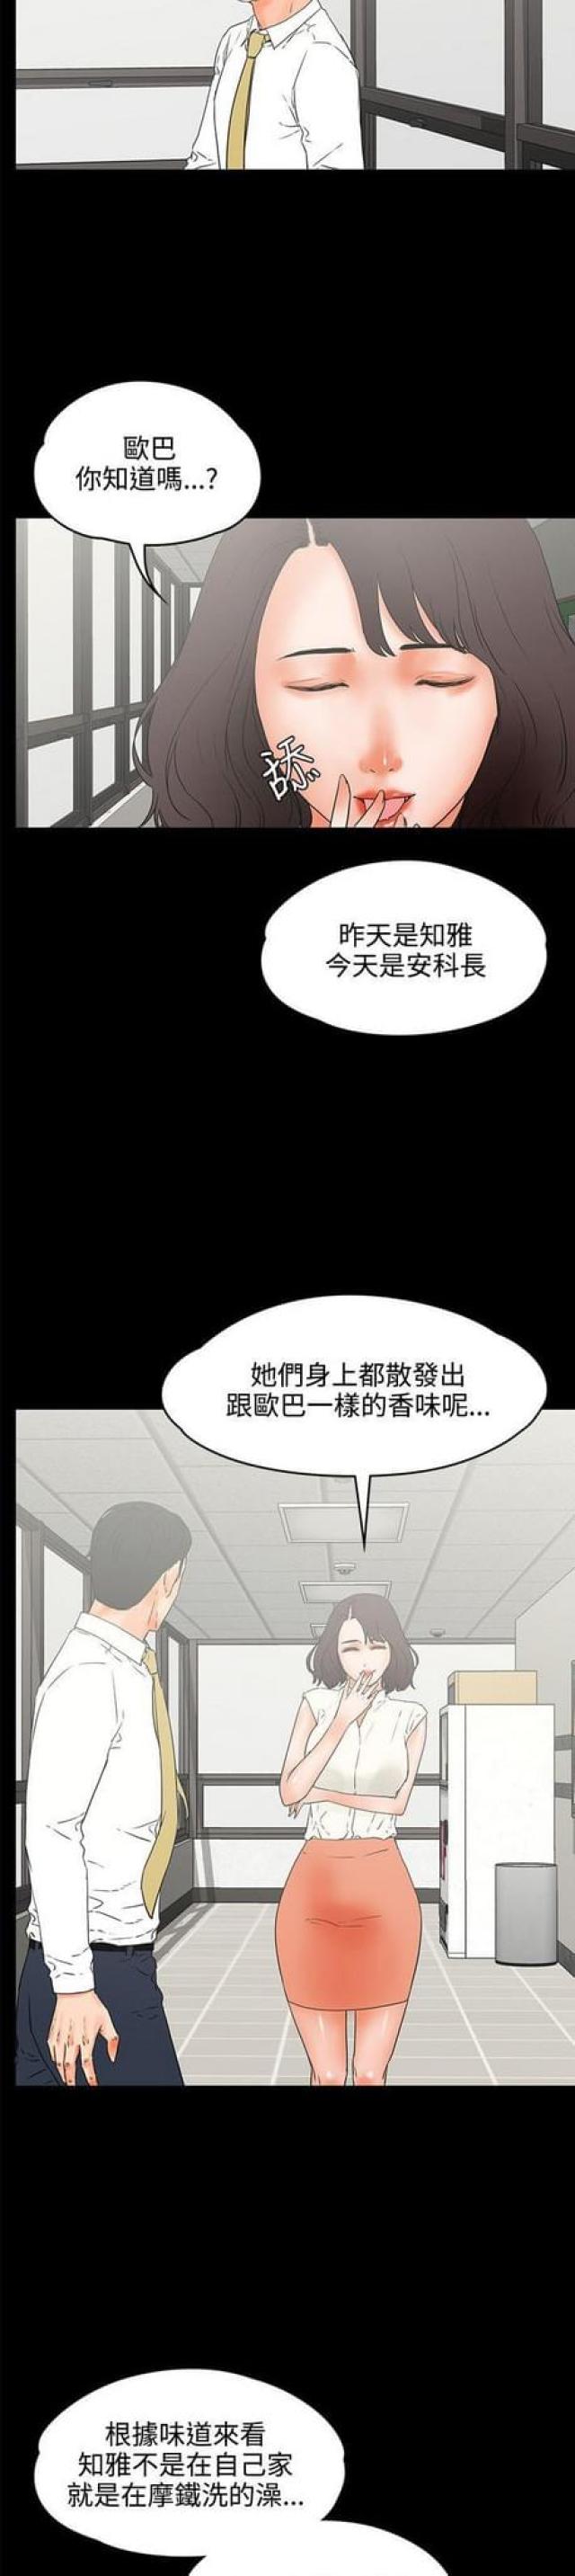 歐巴
你知道嗎...?
舔
昨天是知雅
今天是安科長
她們身上都散發出
跟歐巴一樣的香味呢...
根據味道來看
知雅不是在自己家
就是在摩鐵洗的澡...